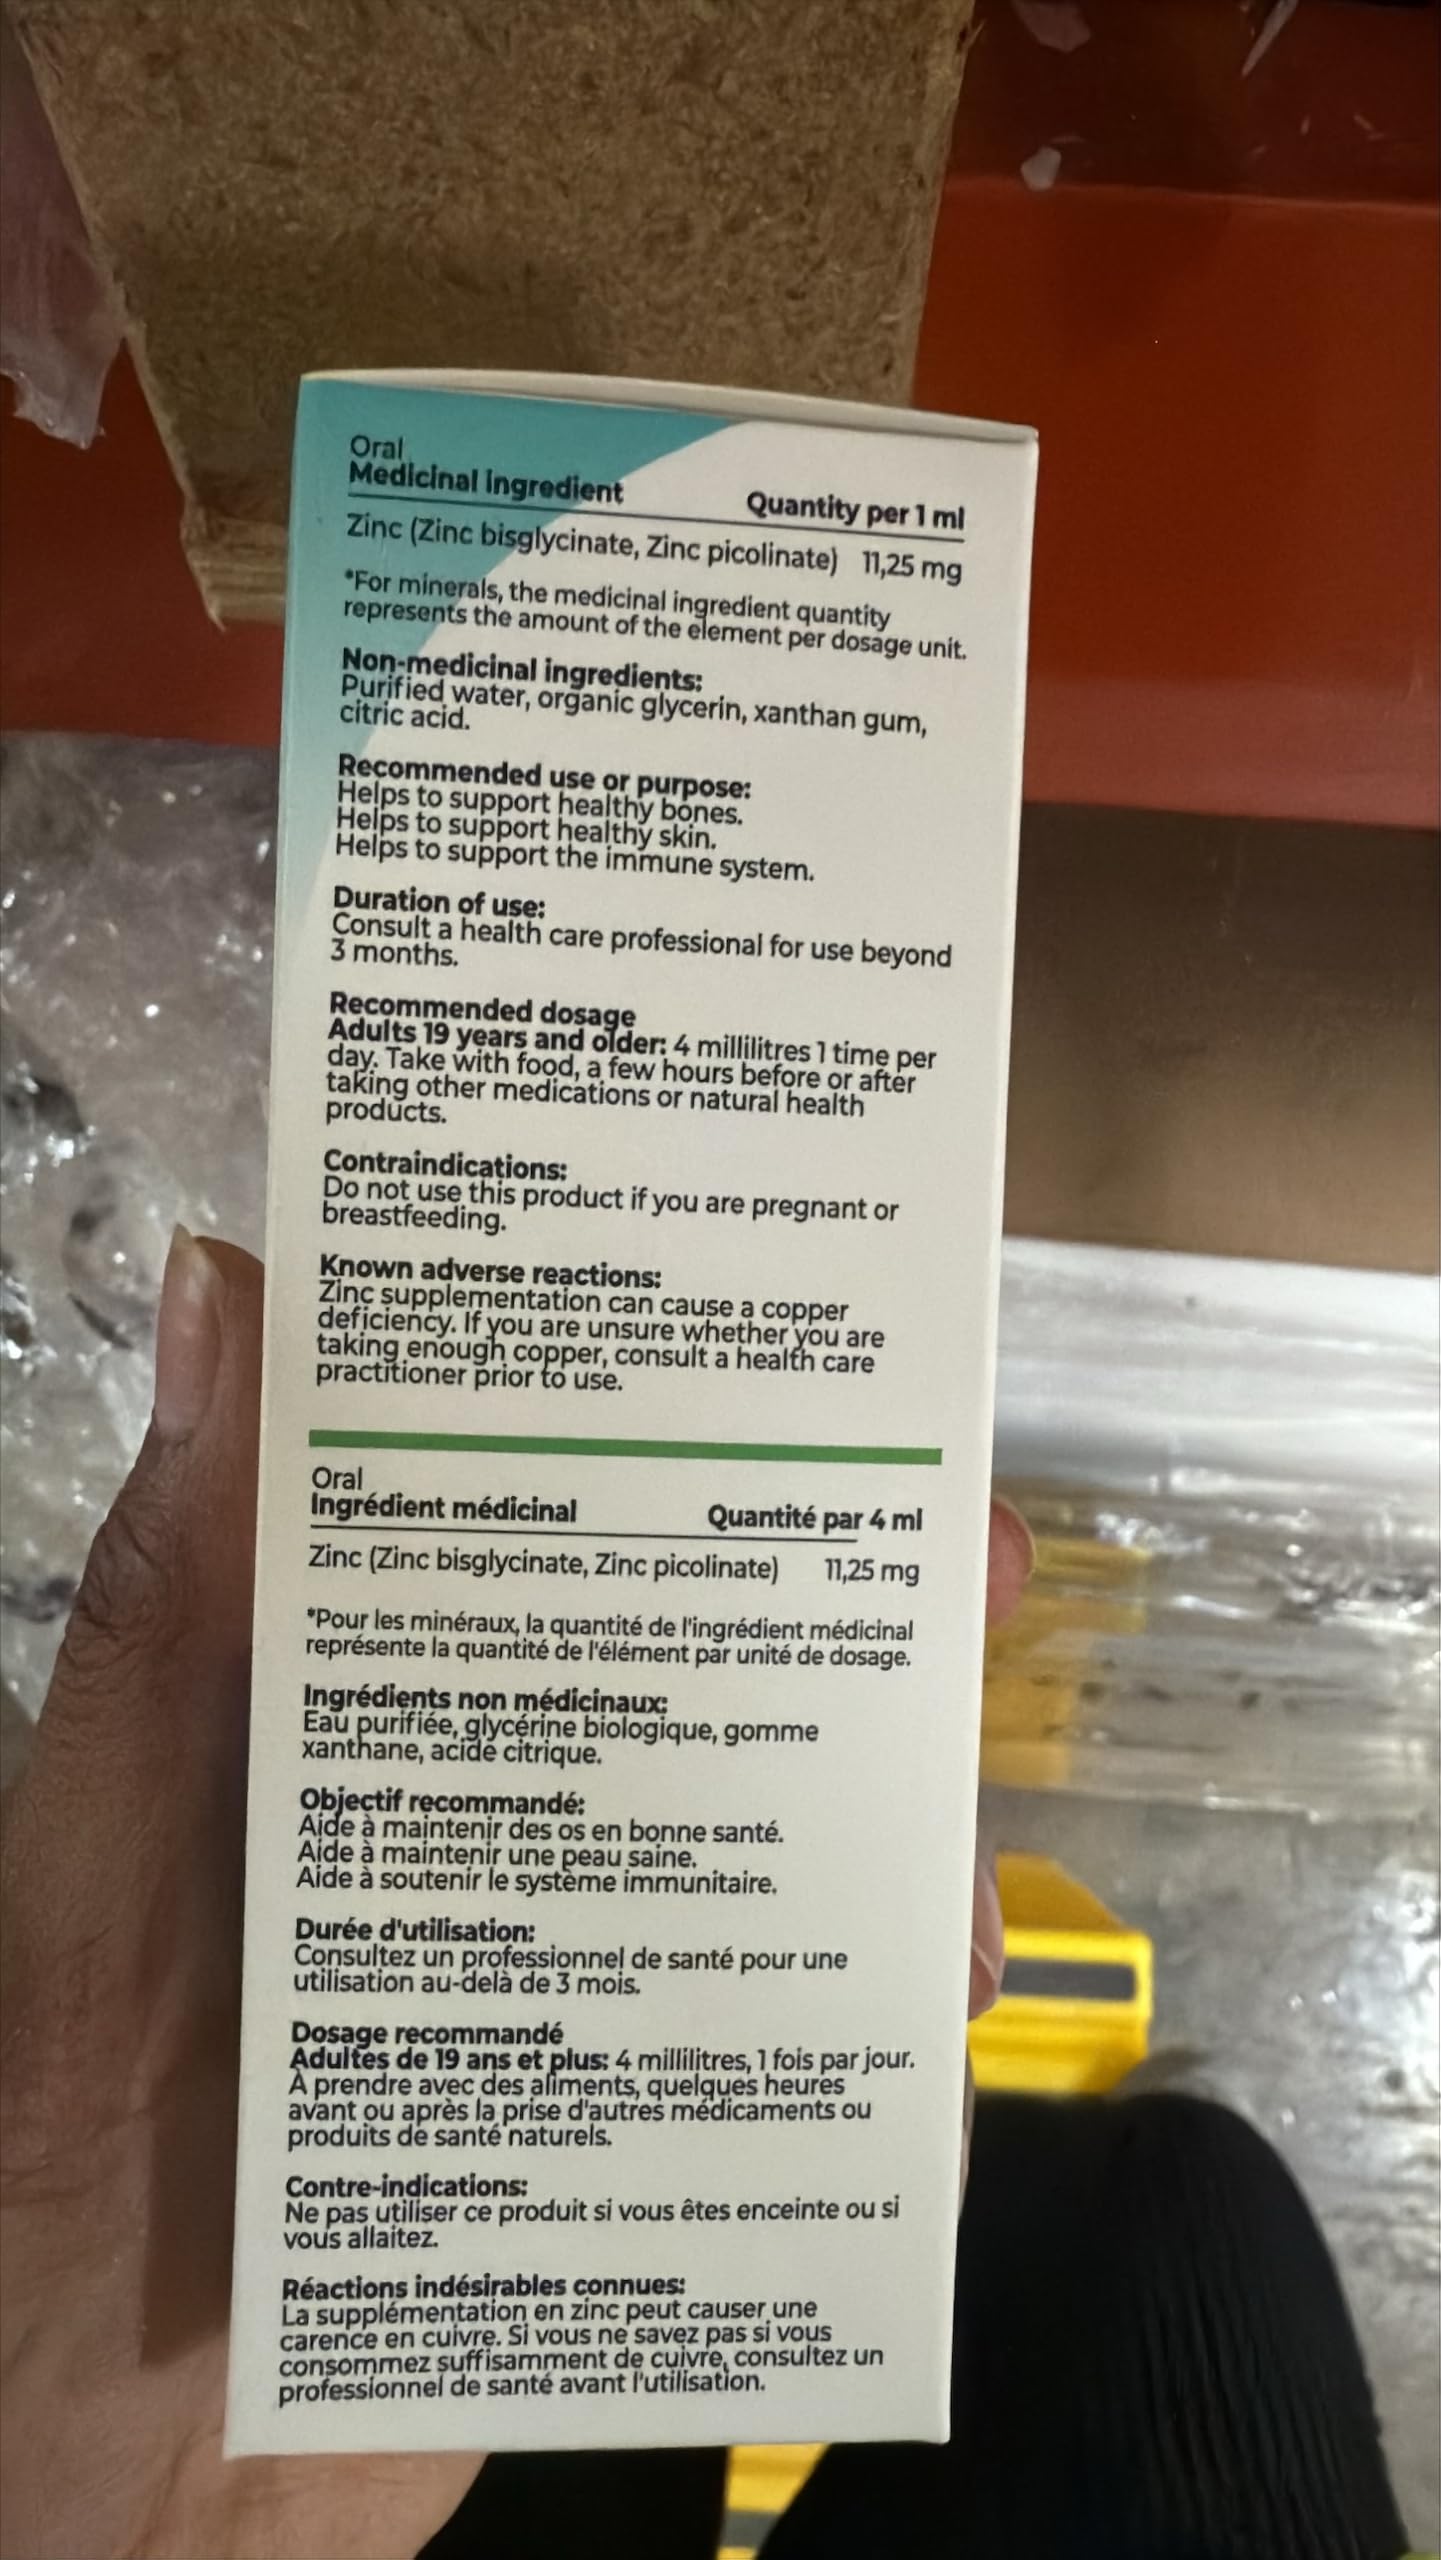 Oral
Medicinal ingredient Quantity per 1 ml
Zinc (Zinc bisglycinate, Zinc picolinate) 11,25 mg
*For minerals, the medicinal ingredient quantity
represents the amount of the element per dosage unit.
Non-medicinal ingredients:
Purified water, organic glycerin, xanthan gum,
citric acid.
Recommended use or purpose:
Helps to support healthy bones.
Helps to support healthy skin.
Helps to support the immune system.
Duration of use:
Consult a health care professional for use beyond
3 months.
Recommended dosage
Adults 19 years and older: 4 millilitres 1 time per
day. Take with food, a few hours before or after
taking other medications or natural health
products.
Contraindications:
Do not use this product if you are pregnant or
breastfeeding.
Known adverse reactions:
Zinc supplementation can cause a copper
deficiency. If you are unsure whether you are
taking enough copper, consult a health care
practitioner prior to use.
Oral
Ingrédient médicinal Quantité par 4 ml
Zinc (Zinc bisglycinate, Zinc picolinate) 11,25 mg
*Pour les minéraux, la quantité de l'ingrédient médicinal
représente la quantité de l'élément par unité de dosage.
Ingrédients non médicinaux:
Eau purifiée, glycérine biologique, gomme
xanthane, acide citrique.
Objectif recommandé:
Aide à maintenir des os en bonne santé.
Aide à maintenir une peau saine.
Aide à soutenir le système immunitaire.
Durée d'utilisation:
Consultez un professionnel de santé pour une
utilisation au-delà de 3 mois.
Dosage recommandé
Adultes de 19 ans et plus: 4 millilitres, 1 fois par jour.
À prendre avec des aliments, quelques heures
avant ou après la prise d'autres médicaments ou
produits de santé naturels.
Contre-indications:
Ne pas utiliser ce produit si vous êtes enceinte ou si
vous allaitez.
Réactions indésirables connues:
La supplémentation en zinc peut causer une
carence en cuivre. Si vous ne savez pas si vous
consommez suffisamment de cuivre, consultez un
professionnel de santé avant l'utilisation.